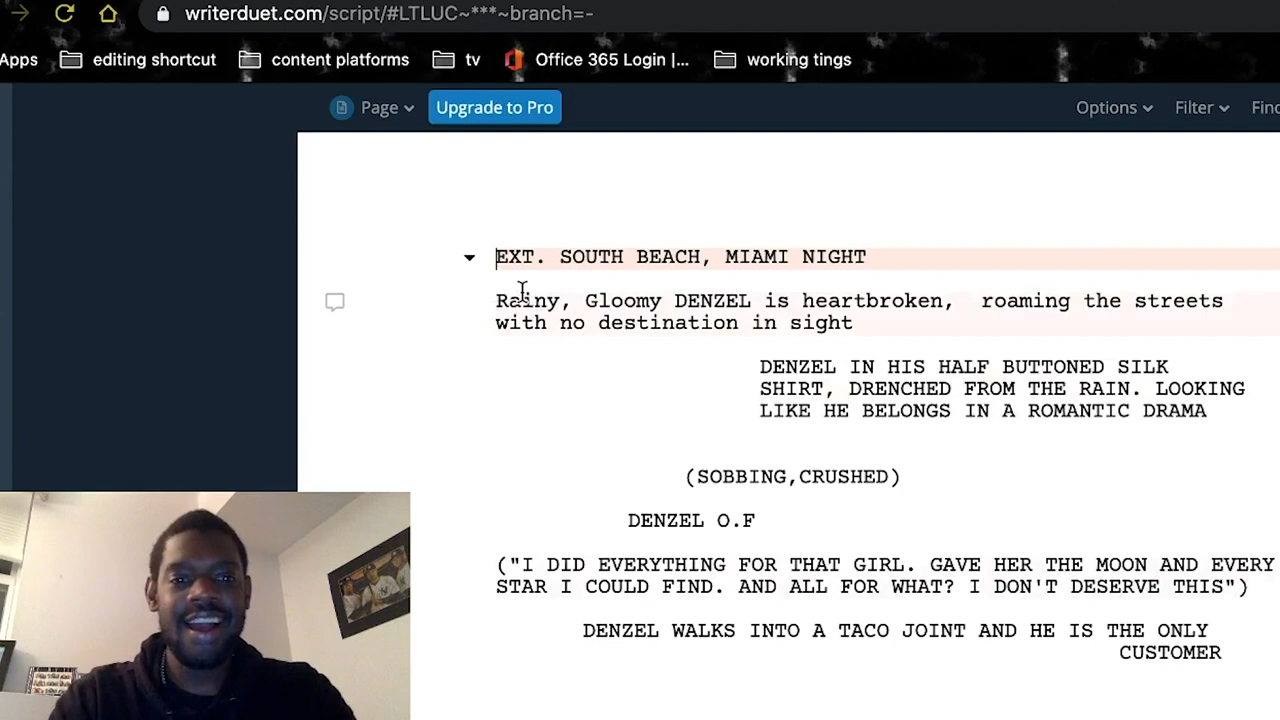 writerduet.com/script/#LTLUC~***~branch=-
Apps editing shortcut content platforms tv Office 365 Login |... working tings
Page Upgrade to Pro Options Filter Find
EXT. SOUTH BEACH, MIAMI NIGHT
Rainy, Gloomy DENZEL is heartbroken, roaming the streets
with no destination in sight
DENZEL IN HIS HALF BUTTONED SILK
SHIRT, DRENCHED FROM THE RAIN. LOOKING
LIKE HE BELONGS IN A ROMANTIC DRAMA
(SOBBING,CRUSHED)
DENZEL O.F
("I DID EVERYTHING FOR THAT GIRL. GAVE HER THE MOON AND EVERY
STAR I COULD FIND. AND ALL FOR WHAT? I DON'T DESERVE THIS")
DENZEL WALKS INTO A TACO JOINT AND HE IS THE ONLY
CUSTOMER